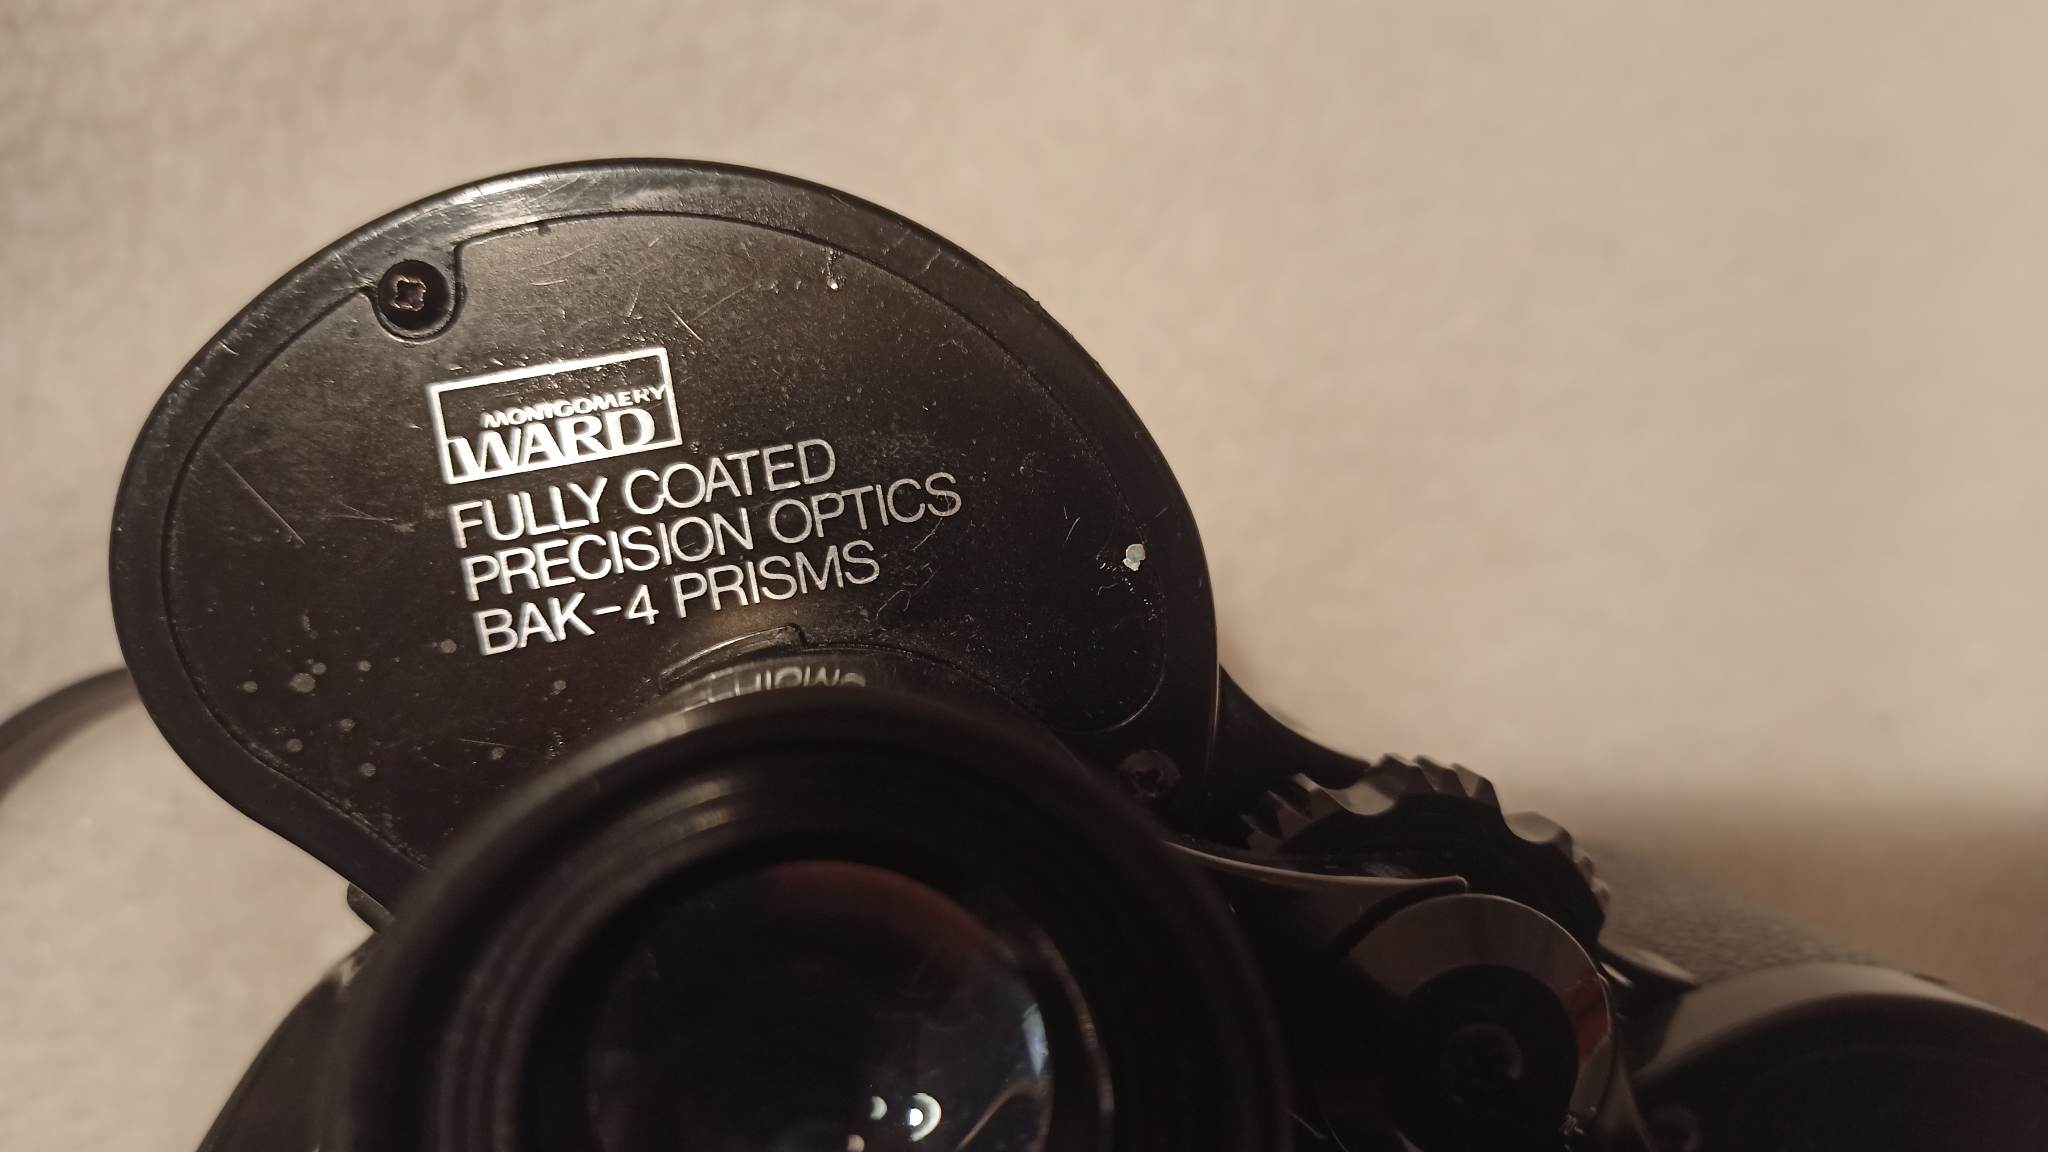 MONTGOMERY
WARD
FULLY COATED
PRECISION OPTICS
BAK-4 PRISMS